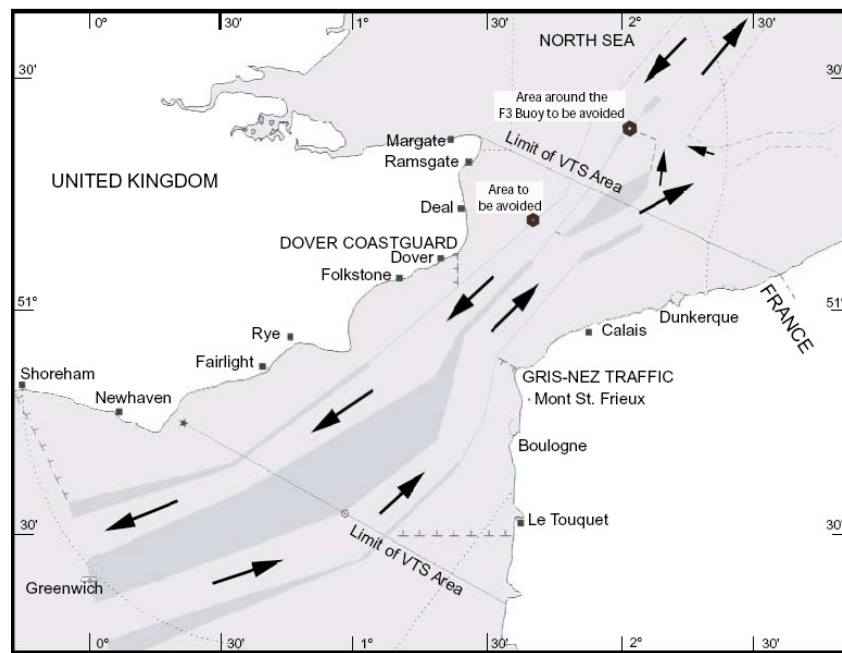 0°
30'
1°
30'
2°
30'
NORTH SEA
30'
30'
Area around the
F3 Buoy to be avoided
Margate
Limit of VTS Area
Ramsgate
UNITED KINGDOM
Area to
be avoided
Deal
DOVER COASTGUARD
Dover
Folkstone
51°
51°
FRANCE
Dunkerque
Calais
Rye
Fairlight
Shoreham
GRIS-NEZ TRAFFIC
Mont St. Frieux
Newhaven
Boulogne
Le Touquet
30'
30'
Limit of VTS Area
Greenwich
0°
30'
1°
30'
2°
30'